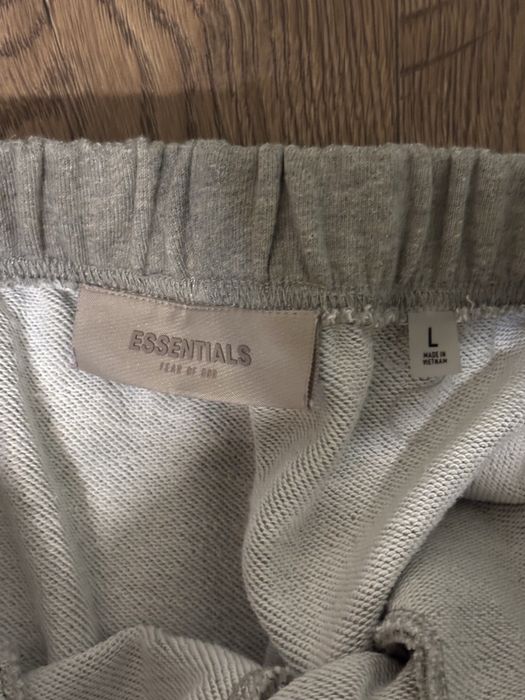 ESSENTIALS
FEAR OF GOD
L
MADE IN
VIETNAM